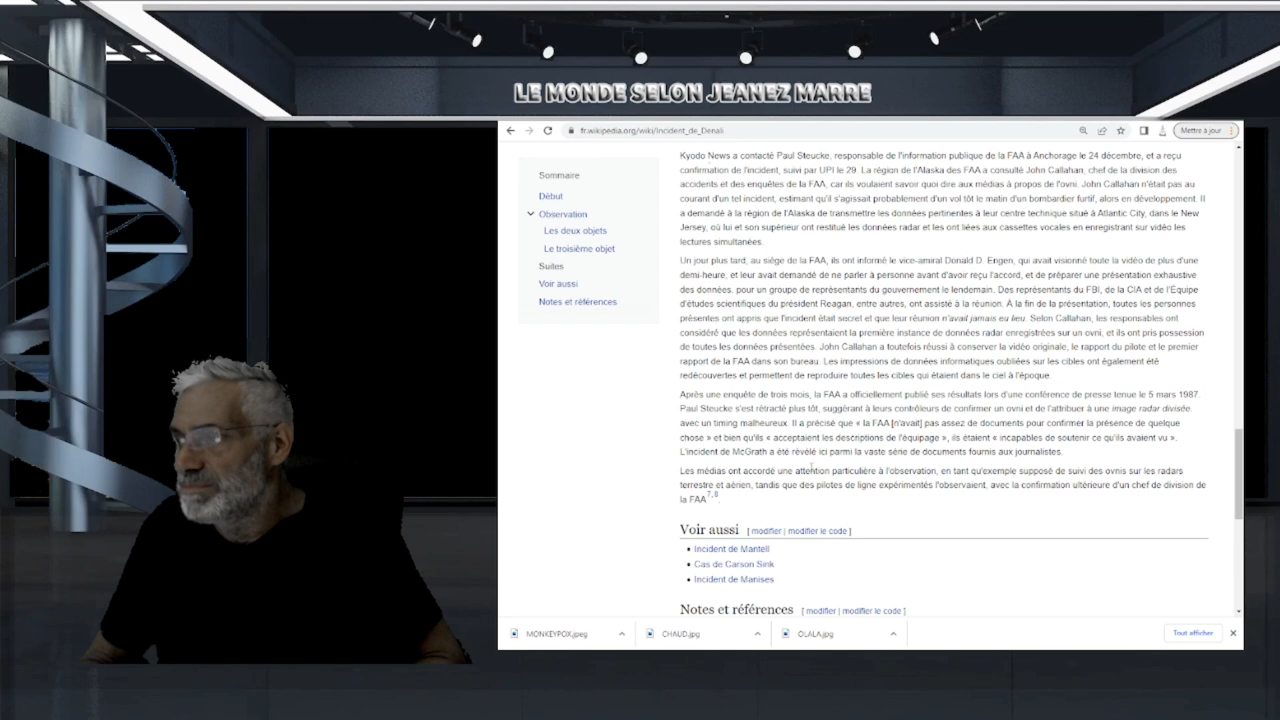 LE MONDE SELON JEANEZ MARRE
fr.wikipedia.org/wiki/Incident_de_Denali
Mettre à jour
Sommaire
Début
Observation
Les deux objets
Le troisième objet
Suites
Voir aussi
Notes et références
Kyodo News a contacté Paul Steucke, responsable de l'information publique de la FAA à Anchorage le 24 décembre, et a reçu
confirmation de l'incident, suivi par UPI le 29. La région de l'Alaska des FAA a consulté John Callahan, chef de la division des
accidents et des enquêtes de la FAA, car ils voulaient savoir quoi dire aux médias à propos de l'ovni. John Callahan n'était pas au
courant d'un tel incident, estimant qu'il s'agissait probablement d'un vol tôt le matin d'un bombardier furtif, alors en développement. Il
a demandé à la région de l'Alaska de transmettre les données pertinentes à leur centre technique situé à Atlantic City, dans le New
Jersey, où lui et son supérieur ont restitué les données radar et les ont liées aux cassettes vocales en enregistrant sur vidéo les
lectures simultanées.
Un jour plus tard, au siège de la FAA, ils ont informé le vice-amiral Donald D. Engen, qui avait visionné toute la vidéo de plus d'une
demi-heure, et leur avait demandé de ne parler à personne avant d'avoir reçu l'accord, et de préparer une présentation exhaustive
des données, pour un groupe de représentants du gouvernement le lendemain. Des représentants du FBI, de la CIA et de l'Équipe
d'études scientifiques du président Reagan, entre autres, ont assisté à la réunion. À la fin de la présentation, toutes les personnes
présentes ont appris que l'incident était secret et que leur réunion n'avait jamais eu lieu. Selon Callahan, les responsables ont
considéré que les données représentaient la première instance de données radar enregistrées sur un ovni, et ils ont pris possession
de toutes les données présentées. John Callahan a toutefois réussi à conserver la vidéo originale, le rapport du pilote et le premier
rapport de la FAA dans son bureau. Les impressions de données informatiques oubliées sur les cibles ont également été
redécouvertes et permettent de reproduire toutes les cibles qui étaient dans le ciel à l'époque.
Après une enquête de trois mois, la FAA a officiellement publié ses résultats lors d'une conférence de presse tenue le 5 mars 1987.
Paul Steucke s'est rétracté plus tôt, suggérant à leurs contrôleurs de confirmer un ovni et de l'attribuer à une image radar divisée
avec un timing malheureux. Il a précisé que « la FAA [n'avait] pas assez de documents pour confirmer la présence de quelque
chose » et bien qu'ils « acceptaient les descriptions de l'équipage », ils étaient « incapables de soutenir ce qu'ils avaient vu ».
L'incident de McGrath a été révélé ici parmi la vaste série de documents fournis aux journalistes.
Les médias ont accordé une attention particulière à l'observation, en tant qu'exemple supposé de suivi des ovnis sur les radars
terrestre et aérien, tandis que des pilotes de ligne expérimentés l'observaient, avec la confirmation ultérieure d'un chef de division de
la FAA7,8.
Voir aussi [ modifier | modifier le code ]
Incident de Mantell
Cas de Carson Sink
Incident de Manises
Notes et références [ modifier | modifier le code ]
MONKEYPOX.jpeg
CHAUD.jpg
OLALA.jpg
Tout afficher